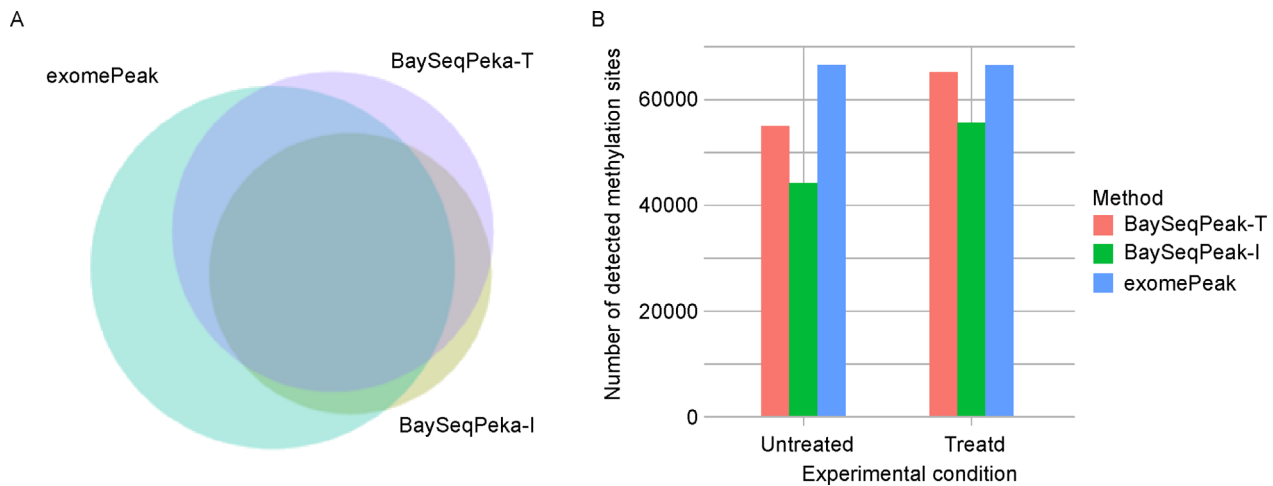 A
exomePeak
BaySeqPeka-T
BaySeqPeka-I
B
Number of detected methylation sites
60000
40000
20000
0
Untreated
Treatd
Experimental condition
Method
BaySeqPeak-T
BaySeqPeak-I
exomePeak